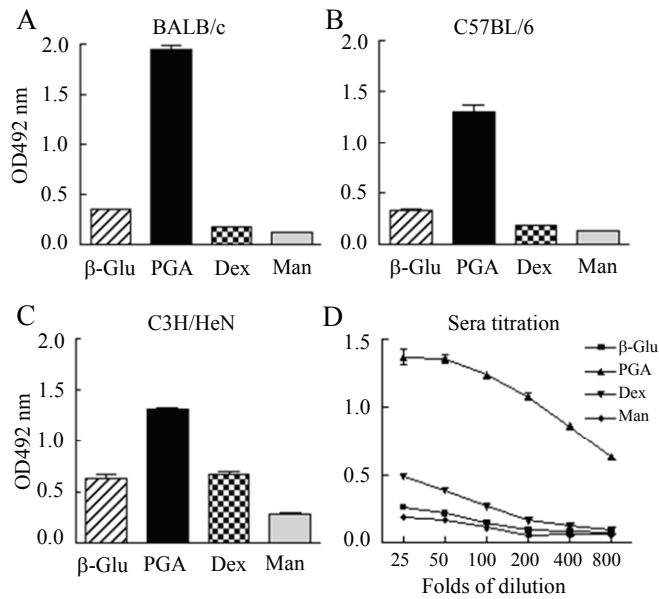 A
BALB/c
OD492 nm
2.0
1.5
1.0
0.5
0.0
β-Glu PGA Dex Man
B
C57BL/6
2.0
1.5
1.0
0.5
0.0
β-Glu PGA Dex Man
C
C3H/HeN
OD492 nm
2.0
1.5
1.0
0.5
0.0
β-Glu PGA Dex Man
D
Sera titration
1.5
1.0
0.5
0.0
β-Glu
PGA
Dex
Man
25 50 100 200 400 800
Folds of dilution